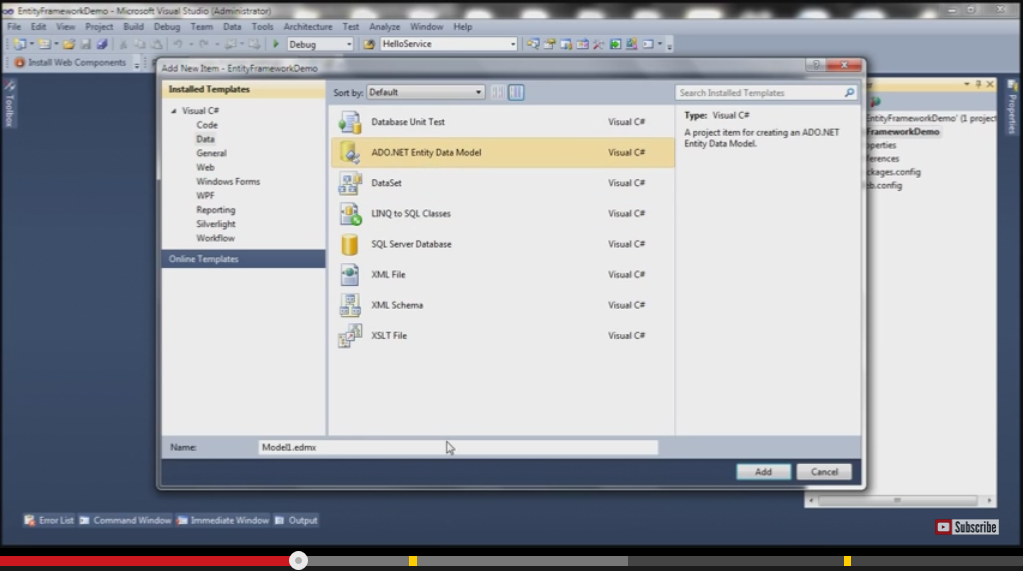 EntityFrameworkDemo - Microsoft Visual Studio (Administrator)
File Edit View Project Build Debug Team Data Tools Architecture Test Analyze Window Help
Debug HelloService
Install Web Components
Add New Item - EntityFrameworkDemo
Toolbox
Installed Templates
Visual C#
Code
Data
General
Web
Windows Forms
WPF
Reporting
Silverlight
Workflow
Online Templates
Sort by: Default
Search Installed Templates
Database Unit Test Visual C#
ADO.NET Entity Data Model Visual C#
DataSet Visual C#
LINQ to SQL Classes Visual C#
SQL Server Database Visual C#
XML File Visual C#
XML Schema Visual C#
XSLT File Visual C#
Type: Visual C#
A project item for creating an ADO.NET
Entity Data Model.
EntityFrameworkDemo' (1 project
FrameworkDemo
operties
ferences
ckages.config
eb.config
Properties
Name: Model1.edmx
Add Cancel
Error List Command Window Immediate Window Output
Subscribe